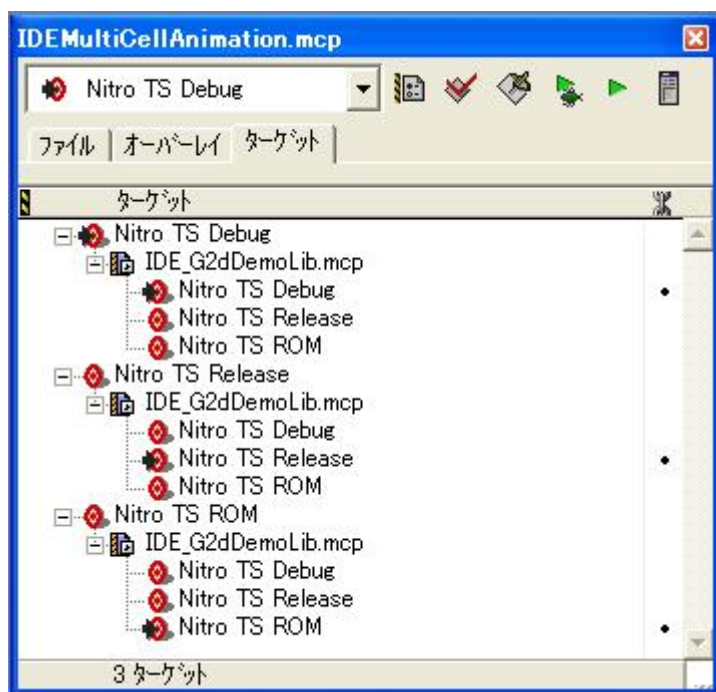 IDEMultiCellAnimation.mcp
Nitro TS Debug
ファイル オーバーレイ ターゲット
ターゲット
Nitro TS Debug
IDE_G2dDemoLib.mcp
Nitro TS Debug
Nitro TS Release
Nitro TS ROM
Nitro TS Release
IDE_G2dDemoLib.mcp
Nitro TS Debug
Nitro TS Release
Nitro TS ROM
Nitro TS ROM
IDE_G2dDemoLib.mcp
Nitro TS Debug
Nitro TS Release
Nitro TS ROM
3 ターゲット